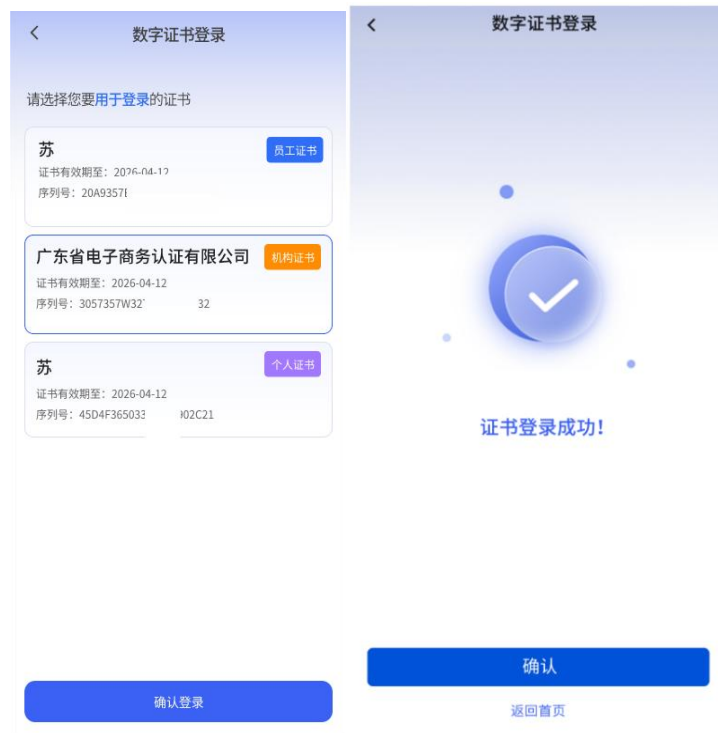 数字证书登录
请选择您要用于登录的证书
苏
员工证书
证书有效期至：2026-04-12
序列号：20A9357
广东省电子商务认证有限公司
机构证书
证书有效期至：2026-04-12
序列号：3057357W32 32
苏
个人证书
证书有效期至：2026-04-12
序列号：45D4F365033 02C21
确认登录
数字证书登录
证书登录成功！
确认
返回首页